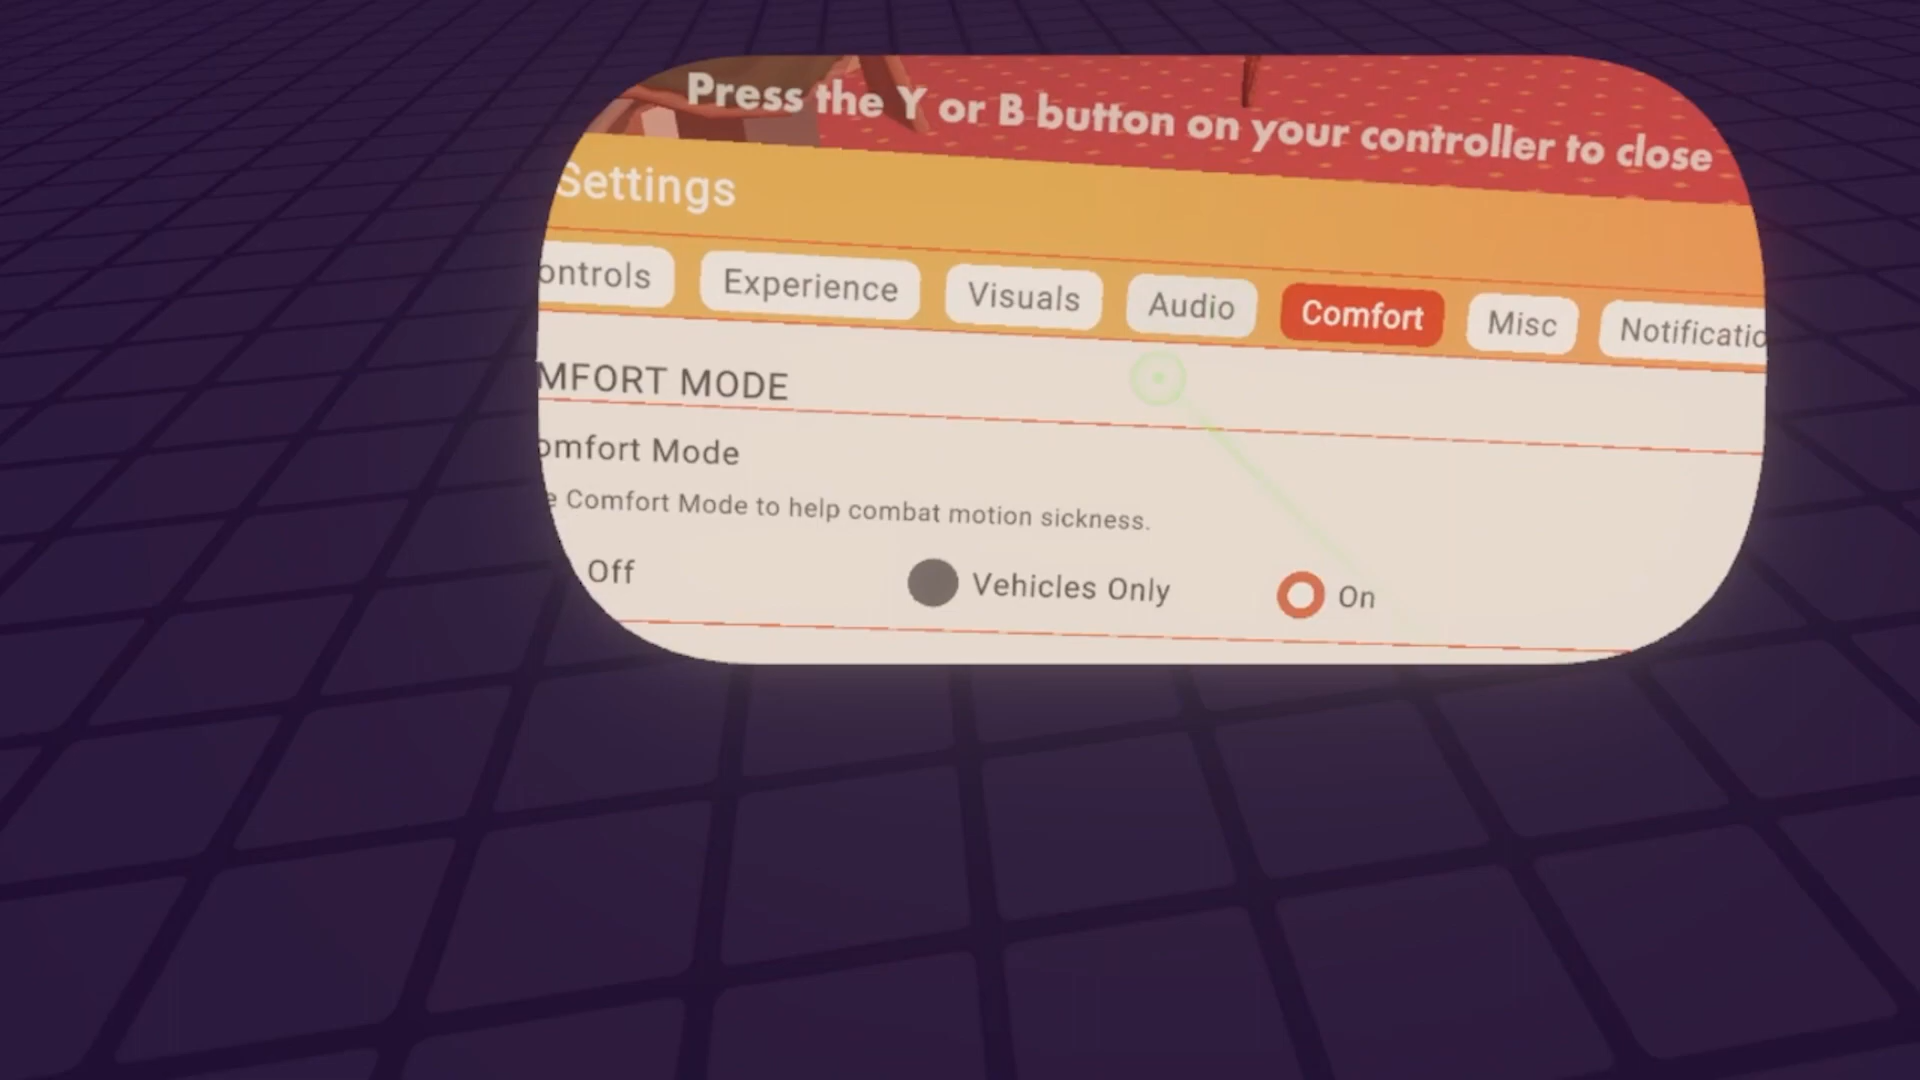 Press the Y or B button on your controller to close
Settings
ontrols Experience Visuals Audio Comfort Misc Notificatio
MFORT MODE
omfort Mode
e Comfort Mode to help combat motion sickness.
Off Vehicles Only On